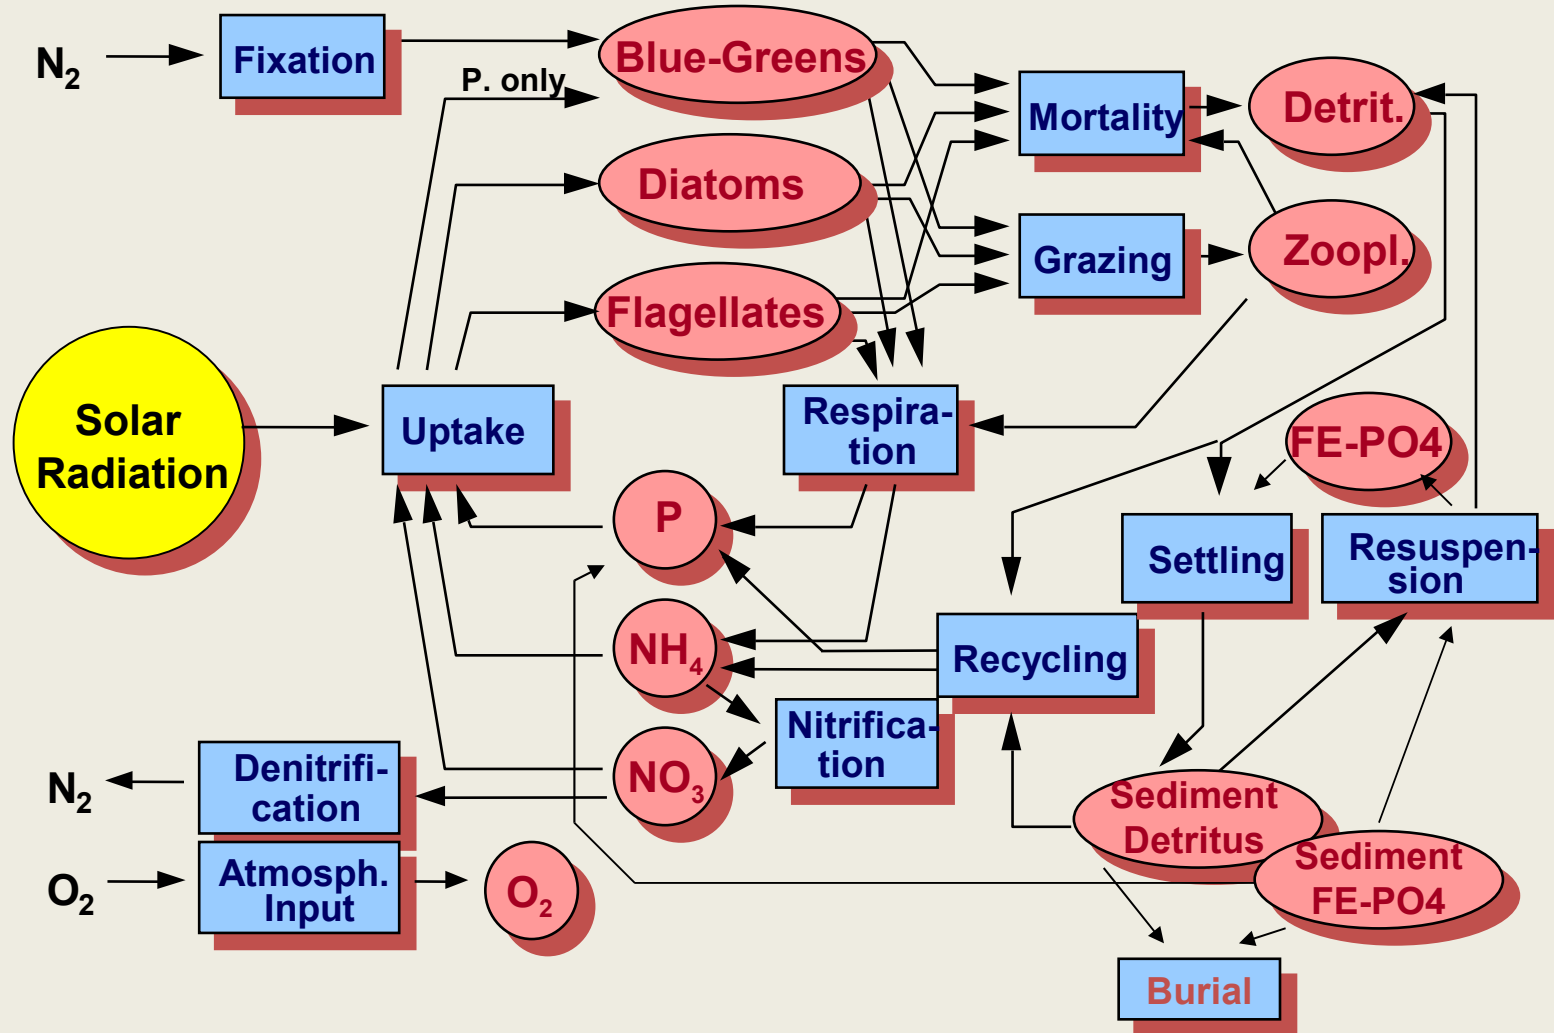 N2
Fixation
P. only
Blue-Greens
Mortality
Detrit.
Diatoms
Grazing
Zoopl.
Flagellates
Solar
Radiation
Uptake
Respira-
tion
FE-PO4
P
Settling
Resuspen-
sion
NH4
Recycling
Nitrifica-
tion
NO3
N2
Denitrifi-
cation
Sediment
Detritus
O2
Atmosph.
Input
O2
Sediment
FE-PO4
Burial